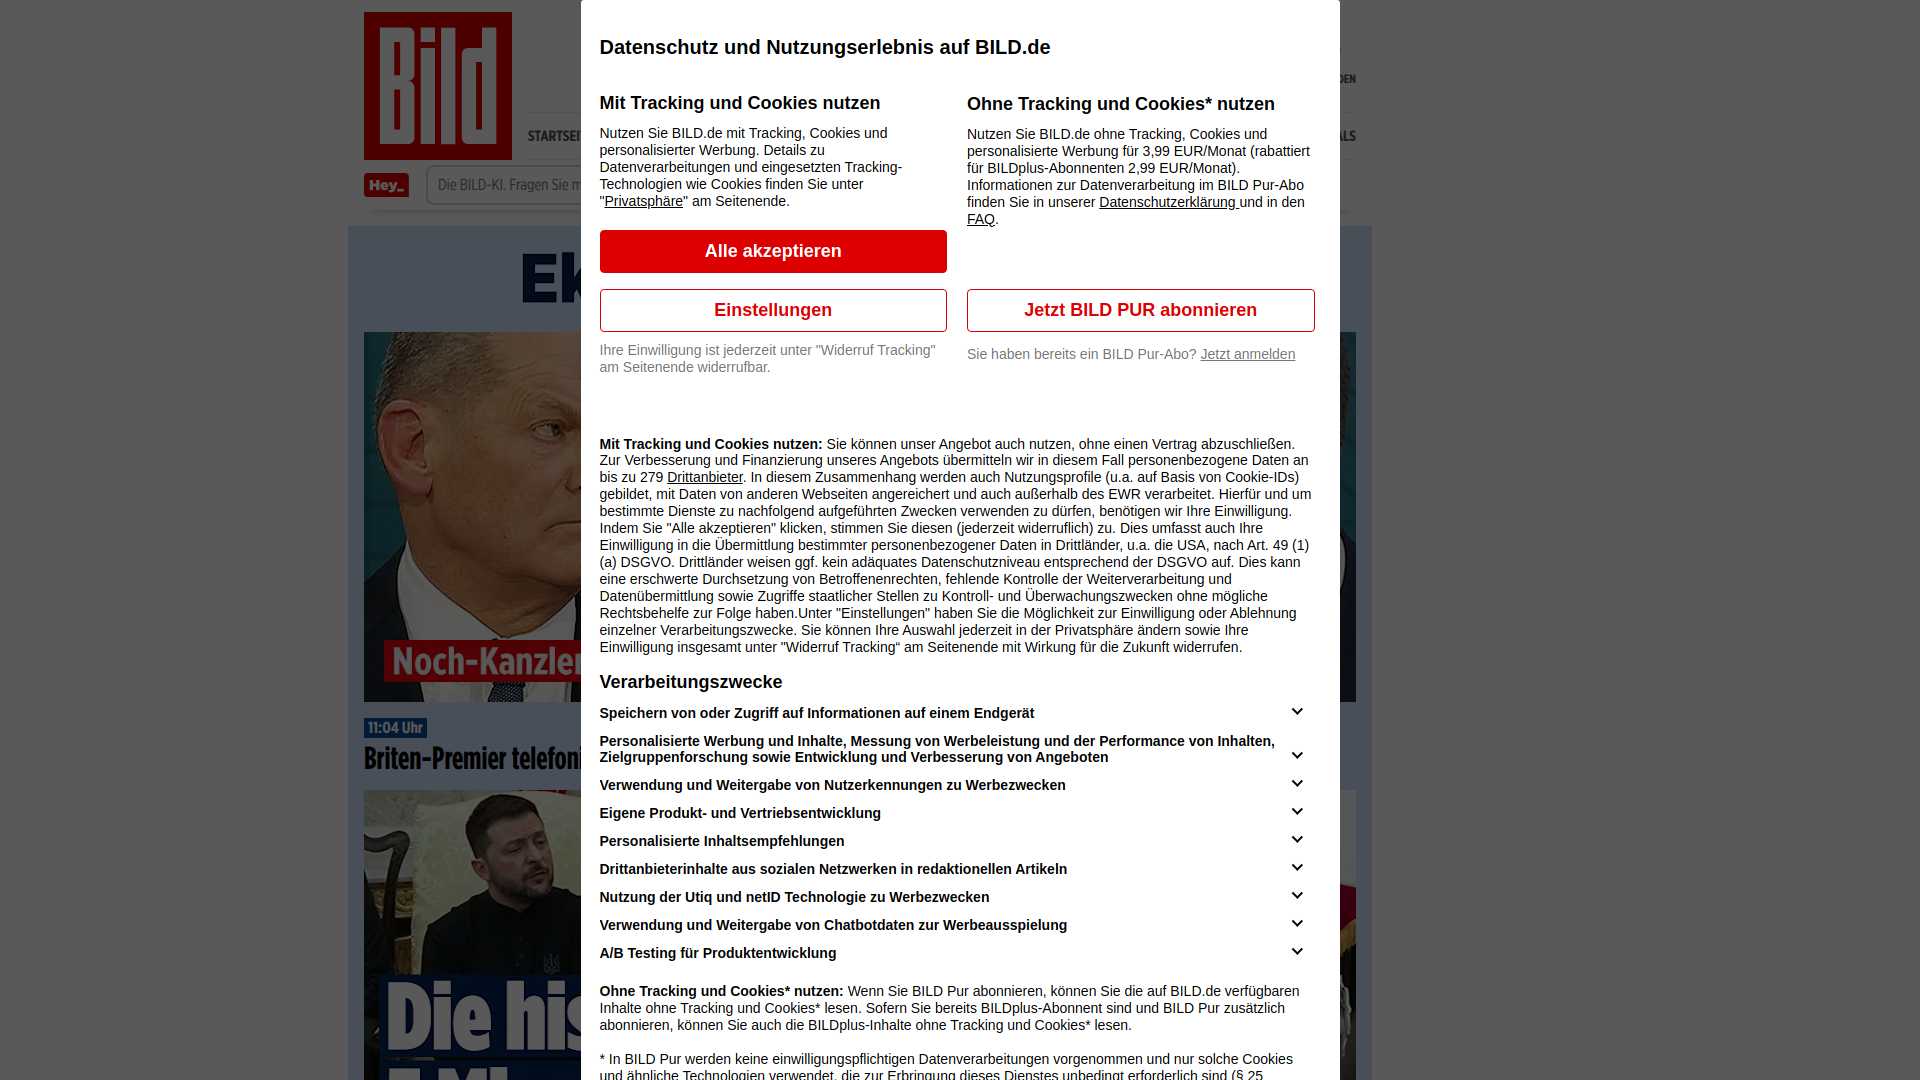 Bild
Datenschutz und Nutzungserlebnis auf BILD.de
Mit Tracking und Cookies nutzen
Nutzen Sie BILD.de mit Tracking, Cookies und
personalisierter Werbung. Details zu
Datenverarbeitungen und eingesetzten Tracking-
Technologien wie Cookies finden Sie unter
"Privatsphäre" am Seitenende.
Alle akzeptieren
Einstellungen
Ihre Einwilligung ist jederzeit unter "Widerruf Tracking"
am Seitenende widerrufbar.
Ohne Tracking und Cookies* nutzen
Nutzen Sie BILD.de ohne Tracking, Cookies und
personalisierte Werbung für 3,99 EUR/Monat (rabattiert
für BILDplus-Abonnenten 2,99 EUR/Monat).
Informationen zur Datenverarbeitung im BILD Pur-Abo
finden Sie in unserer Datenschutzerklärung und in den
FAQ.
Jetzt BILD PUR abonnieren
Sie haben bereits ein BILD Pur-Abo? Jetzt anmelden
Hey_
Die BILD-KI. Fragen Sie
Noch-Kanzler
11:04 Uhr
Briten-Premier
Die
Mit Tracking und Cookies nutzen: Sie können unser Angebot auch nutzen, ohne einen Vertrag abzuschließen.
Zur Verbesserung und Finanzierung unseres Angebots übermitteln wir in diesem Fall personenbezogene Daten an
bis zu 279 Drittanbieter. In diesem Zusammenhang werden auch Nutzungsprofile (u.a. auf Basis von Cookie-IDs)
gebildet, mit Daten von anderen Webseiten angereichert und auch außerhalb des EWR verarbeitet. Hierfür und um
bestimmte Dienste zu nachfolgend aufgeführten Zwecken verwenden zu dürfen, benötigen wir Ihre Einwilligung.
Indem Sie "Alle akzeptieren" klicken, stimmen Sie diesen (jederzeit widerruflich) zu. Dies umfasst auch Ihre
Einwilligung in die Übermittlung bestimmter personenbezogener Daten in Drittländer, u.a. die USA, nach Art. 49 (1)
(a) DSGVO. Drittländer weisen ggf. kein adäquates Datenschutzniveau entsprechend der DSGVO auf. Dies kann
eine erschwerte Durchsetzung von Betroffenenrechten, fehlende Kontrolle der Weiterverarbeitung und
Datenübermittlung sowie Zugriffe staatlicher Stellen zu Kontroll- und Überwachungszwecken ohne mögliche
Rechtsbehelfe zur Folge haben.Unter "Einstellungen" haben Sie die Möglichkeit zur Einwilligung oder Ablehnung
einzelner Verarbeitungszwecke. Sie können Ihre Auswahl jederzeit in der Privatsphäre ändern sowie Ihre
Einwilligung insgesamt unter "Widerruf Tracking“ am Seitenende mit Wirkung für die Zukunft widerrufen.
Verarbeitungszwecke
Speichern von oder Zugriff auf Informationen auf einem Endgerät
Personalisierte Werbung und Inhalte, Messung von Werbeleistung und der Performance von Inhalten,
Zielgruppenforschung sowie Entwicklung und Verbesserung von Angeboten
Verwendung und Weitergabe von Nutzerkennungen zu Werbezwecken
Eigene Produkt- und Vertriebsentwicklung
Personalisierte Inhaltsempfehlungen
Drittanbieterinhalte aus sozialen Netzwerken in redaktionellen Artikeln
Nutzung der Utiq und netID Technologie zu Werbezwecken
Verwendung und Weitergabe von Chatbotdaten zur Werbeausspielung
A/B Testing für Produktentwicklung
Ohne Tracking und Cookies* nutzen: Wenn Sie BILD Pur abonnieren, können Sie die auf BILD.de verfügbaren
Inhalte ohne Tracking und Cookies* lesen. Sofern Sie bereits BILDplus-Abonnent sind und BILD Pur zusätzlich
abonnieren, können Sie auch die BILDplus-Inhalte ohne Tracking und Cookies* lesen.
* In BILD Pur werden keine einwilligungspflichtigen Datenverarbeitungen vorgenommen und nur solche Cookies
und ähnliche Technologien verwendet, die zur Erbringung dieses Dienstes unbedingt erforderlich sind (§ 25